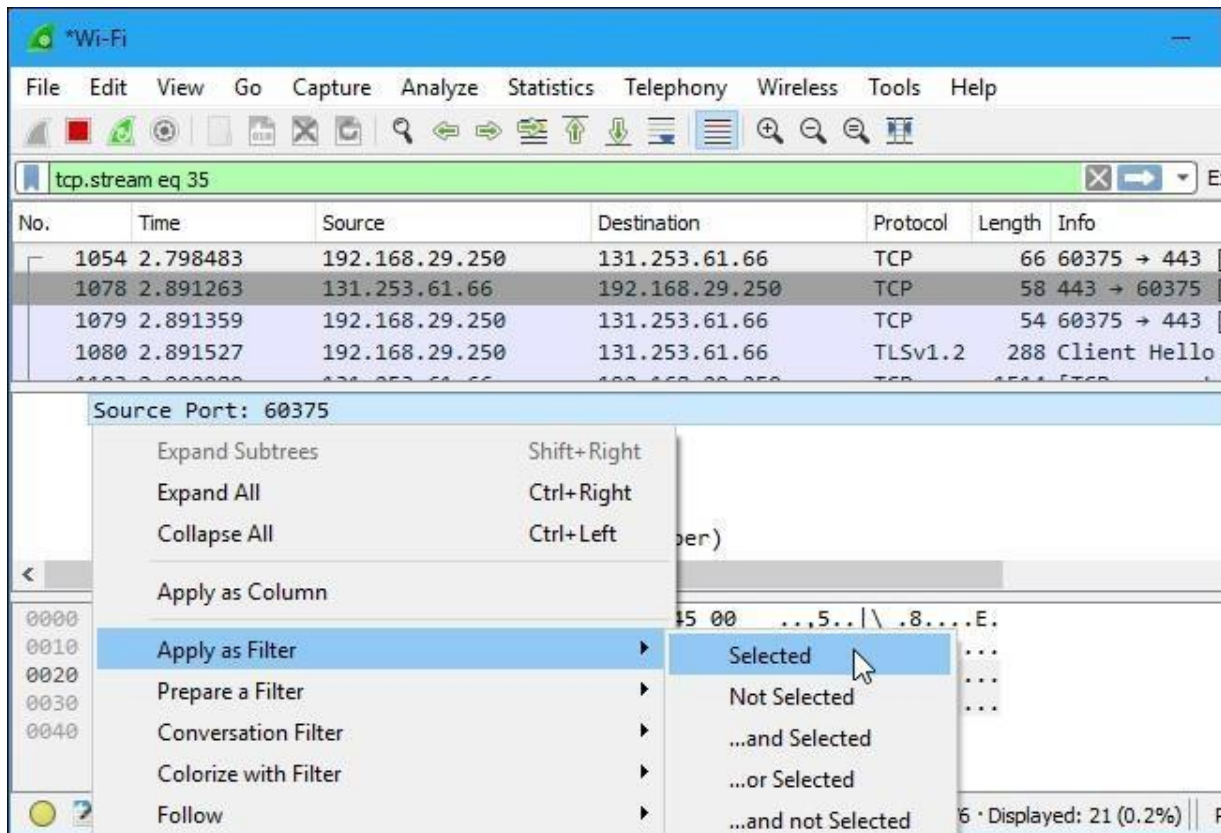 *Wi-Fi
File Edit View Go Capture Analyze Statistics Telephony Wireless Tools Help
tcp.stream eq 35
No. Time Source Destination Protocol Length Info
1054 2.798483 192.168.29.250 131.253.61.66 TCP 66 60375 → 443 [
1078 2.891263 131.253.61.66 192.168.29.250 TCP 58 443 → 60375 [
1079 2.891359 192.168.29.250 131.253.61.66 TCP 54 60375 → 443 [
1080 2.891527 192.168.29.250 131.253.61.66 TLSv1.2 288 Client Hello
Source Port: 60375
Expand Subtrees Shift+Right
Expand All Ctrl+Right
Collapse All Ctrl+Left
ber)
Apply as Column
0000 45 00 ..,5..|\ .8....E.
0010 Apply as Filter Selected ...
0020 Prepare a Filter Not Selected ...
0030 ...
0040 Conversation Filter ...and Selected
Colorize with Filter ...or Selected
Follow ...and not Selected
6 · Displayed: 21 (0.2%)